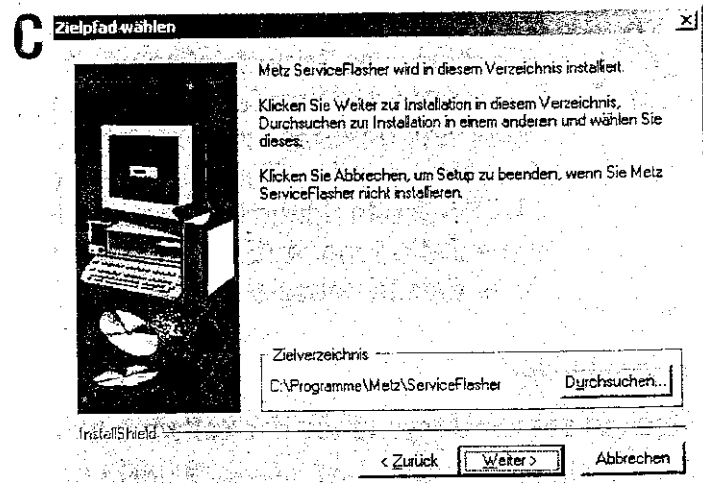 C
Zielpfad wählen
Metz ServiceFlasher wird in diesem Verzeichnis installiert.
Klicken Sie Weiter zur Installation in diesem Verzeichnis,
Durchsuchen zur Installation in einem anderen und wählen Sie
dieses.
Klicken Sie Abbrechen, um Setup zu beenden, wenn Sie Metz
ServiceFlasher nicht installieren.
Zielverzeichnis
C:\Programme\Metz\ServiceFlasher
Durchsuchen...
InstallShield
< Zurück
Weiter >
Abbrechen